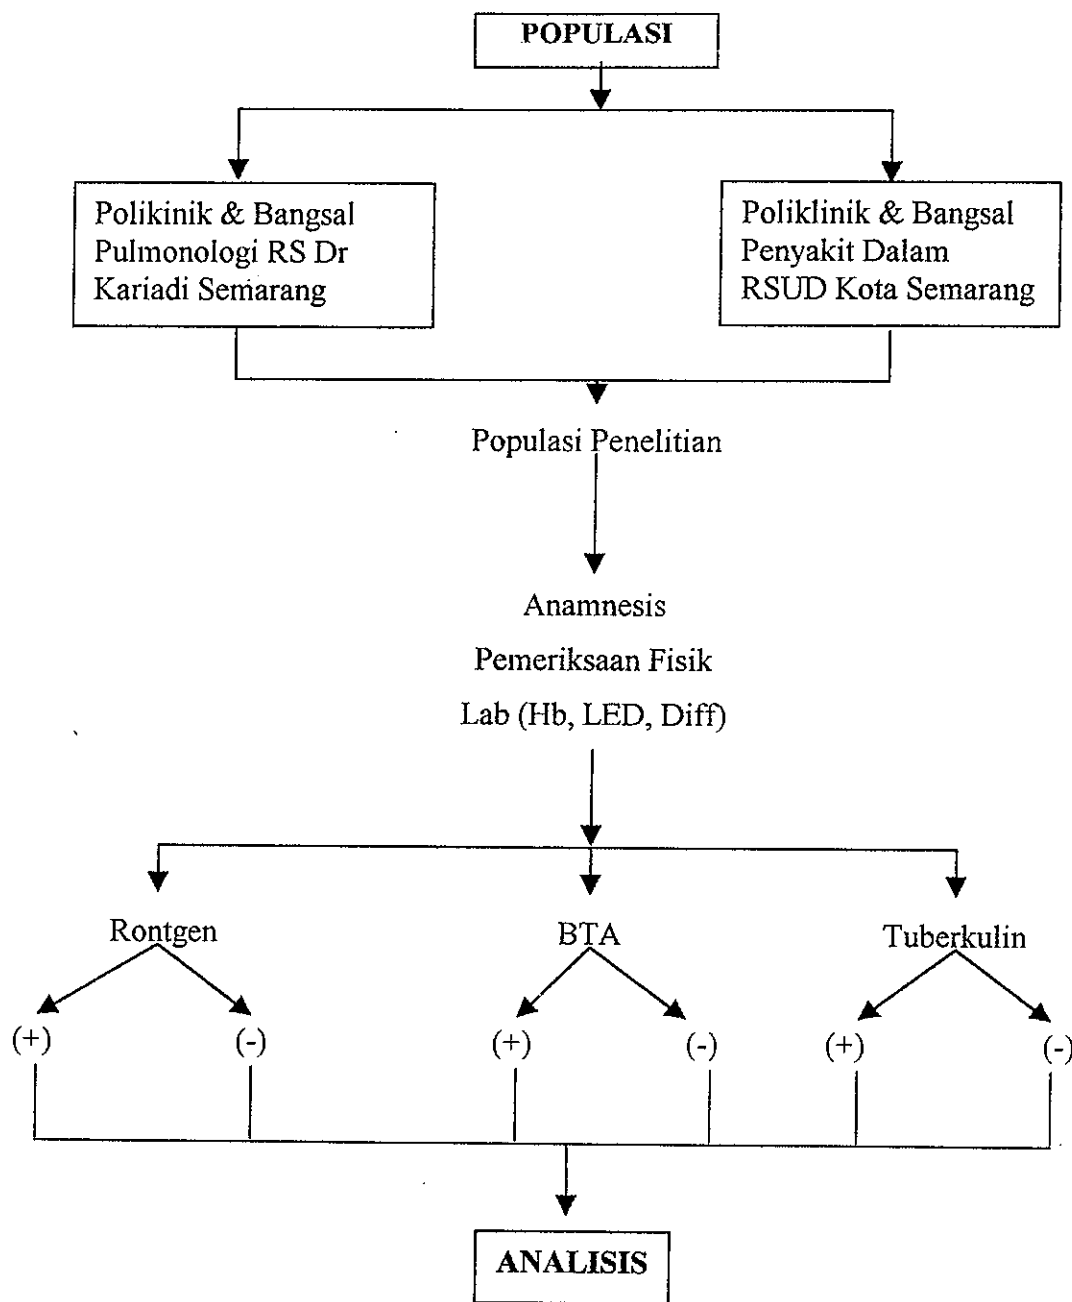 POPULASI
Polikinik & Bangsal
Pulmonologi RS Dr
Kariadi Semarang
Poliklinik & Bangsal
Penyakit Dalam
RSUD Kota Semarang
Populasi Penelitian
Anamnesis
Pemeriksaan Fisik
Lab (Hb, LED, Diff)
Rontgen
BTA
Tuberkulin
(+)
(-)
(+)
(-)
(+)
(-)
ANALISIS